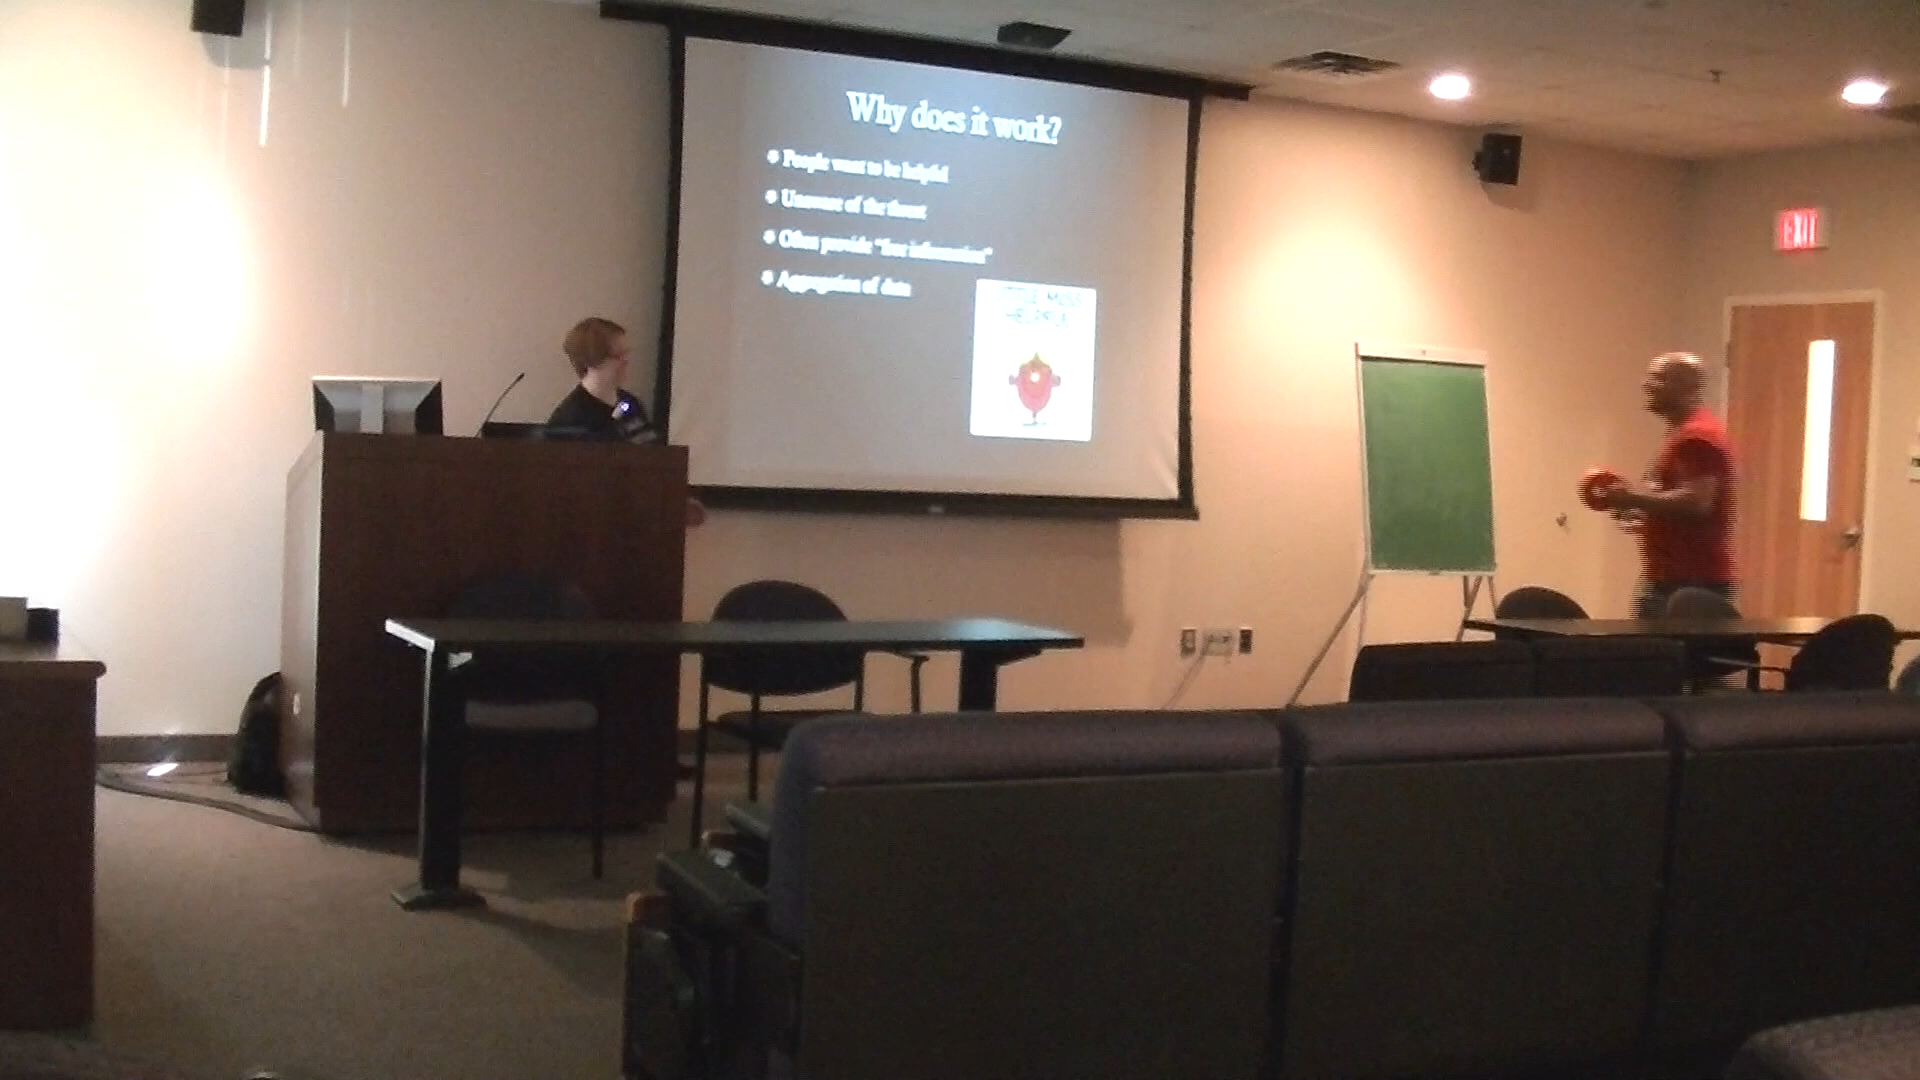 Why does it work?
People want to be helpful
Unaware of the threat
Often provide "free information"
Aggregation of data
LITTLE MISS
HELPFUL
EXIT